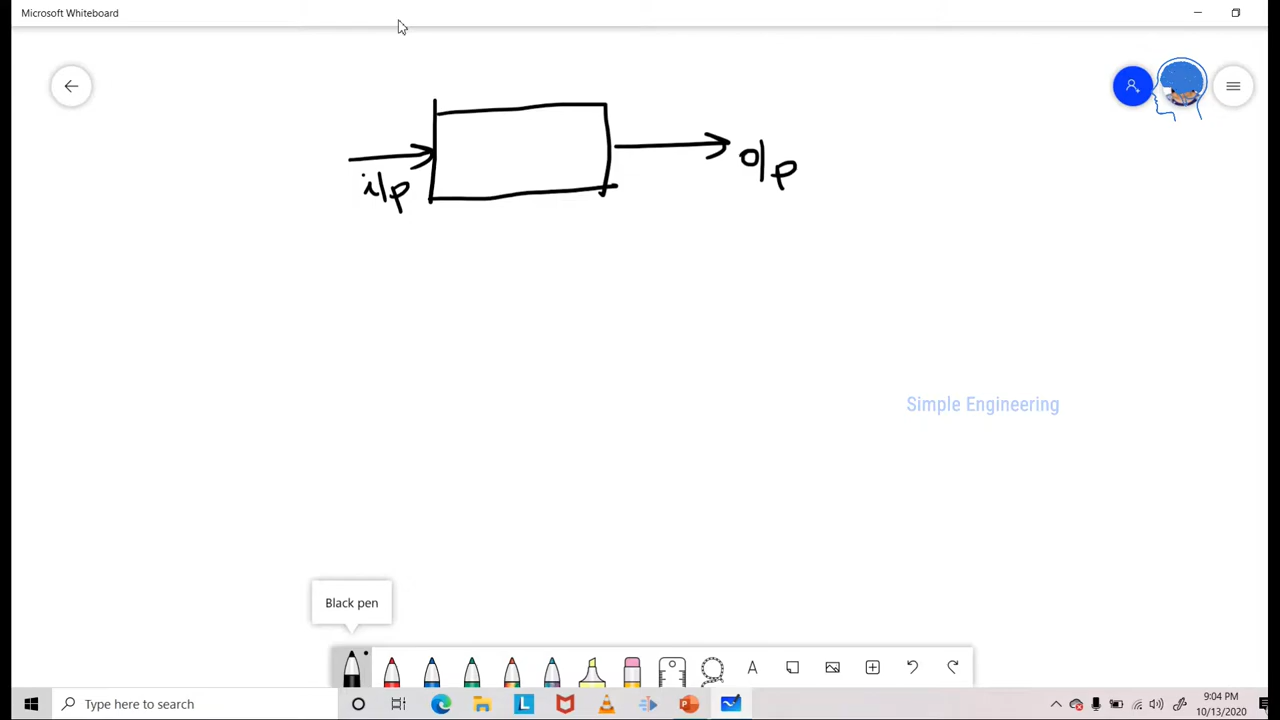 Microsoft Whiteboard
i/p
o/p
Simple Engineering
Black pen
A
Type here to search
L
9:04 PM
10/13/2020